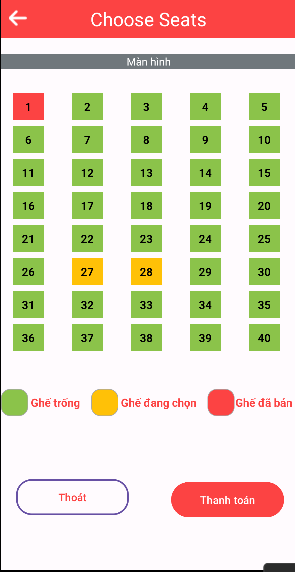 Choose Seats
Màn hình
1 2 3 4 5
6 7 8 9 10
11 12 13 14 15
16 17 18 19 20
21 22 23 24 25
26 27 28 29 30
31 32 33 34 35
36 37 38 39 40
Ghế trống Ghế đang chọn Ghế đã bán
Thoát Thanh toán